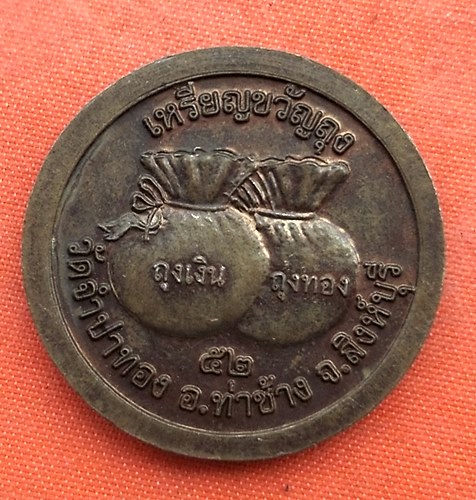 เหรียญขวัญถุง
ถุงเงิน
ถุงทอง
๕๒
วัดจำปาทอง อ.ท่าช้าง จ.สิงห์บุรี